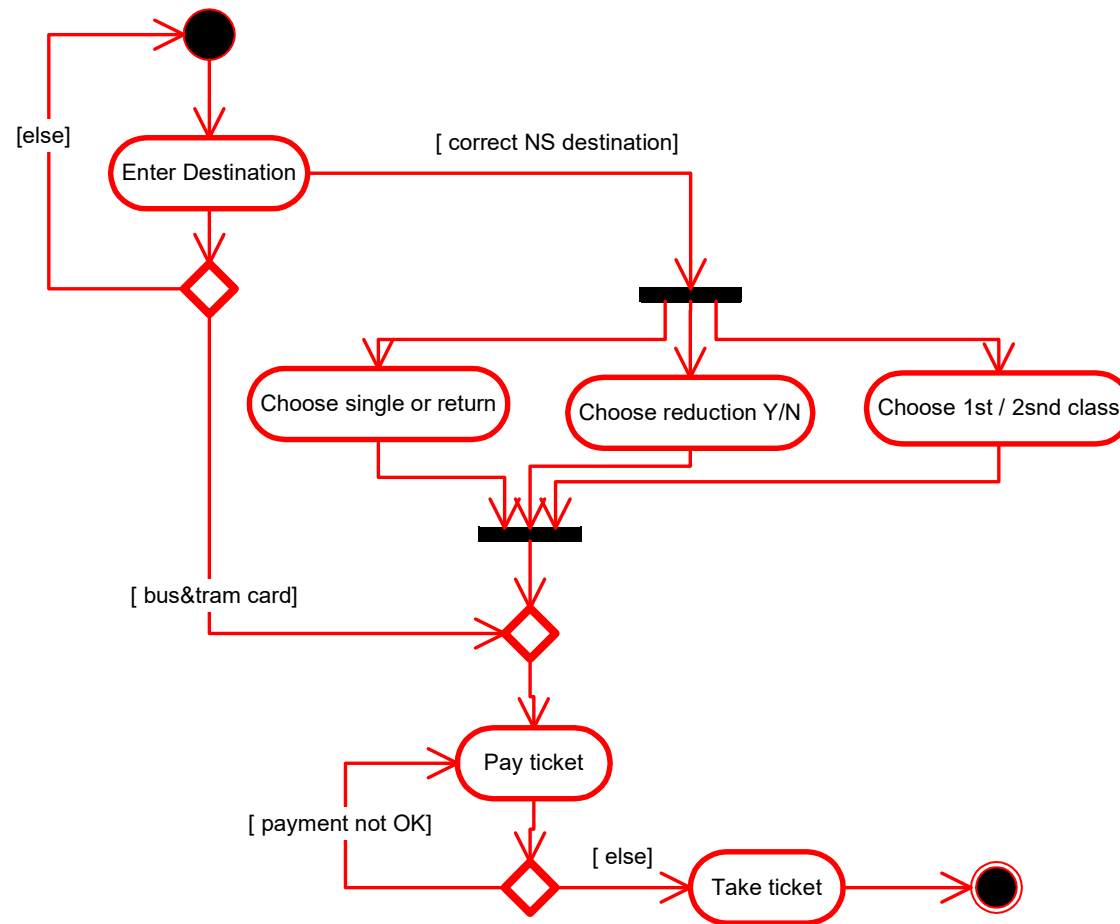 [else]
[ correct NS destination]
Enter Destination
Choose single or return
Choose reduction Y/N
Choose 1st / 2snd class
[ bus&tram card]
Pay ticket
[ payment not OK]
[ else]
Take ticket